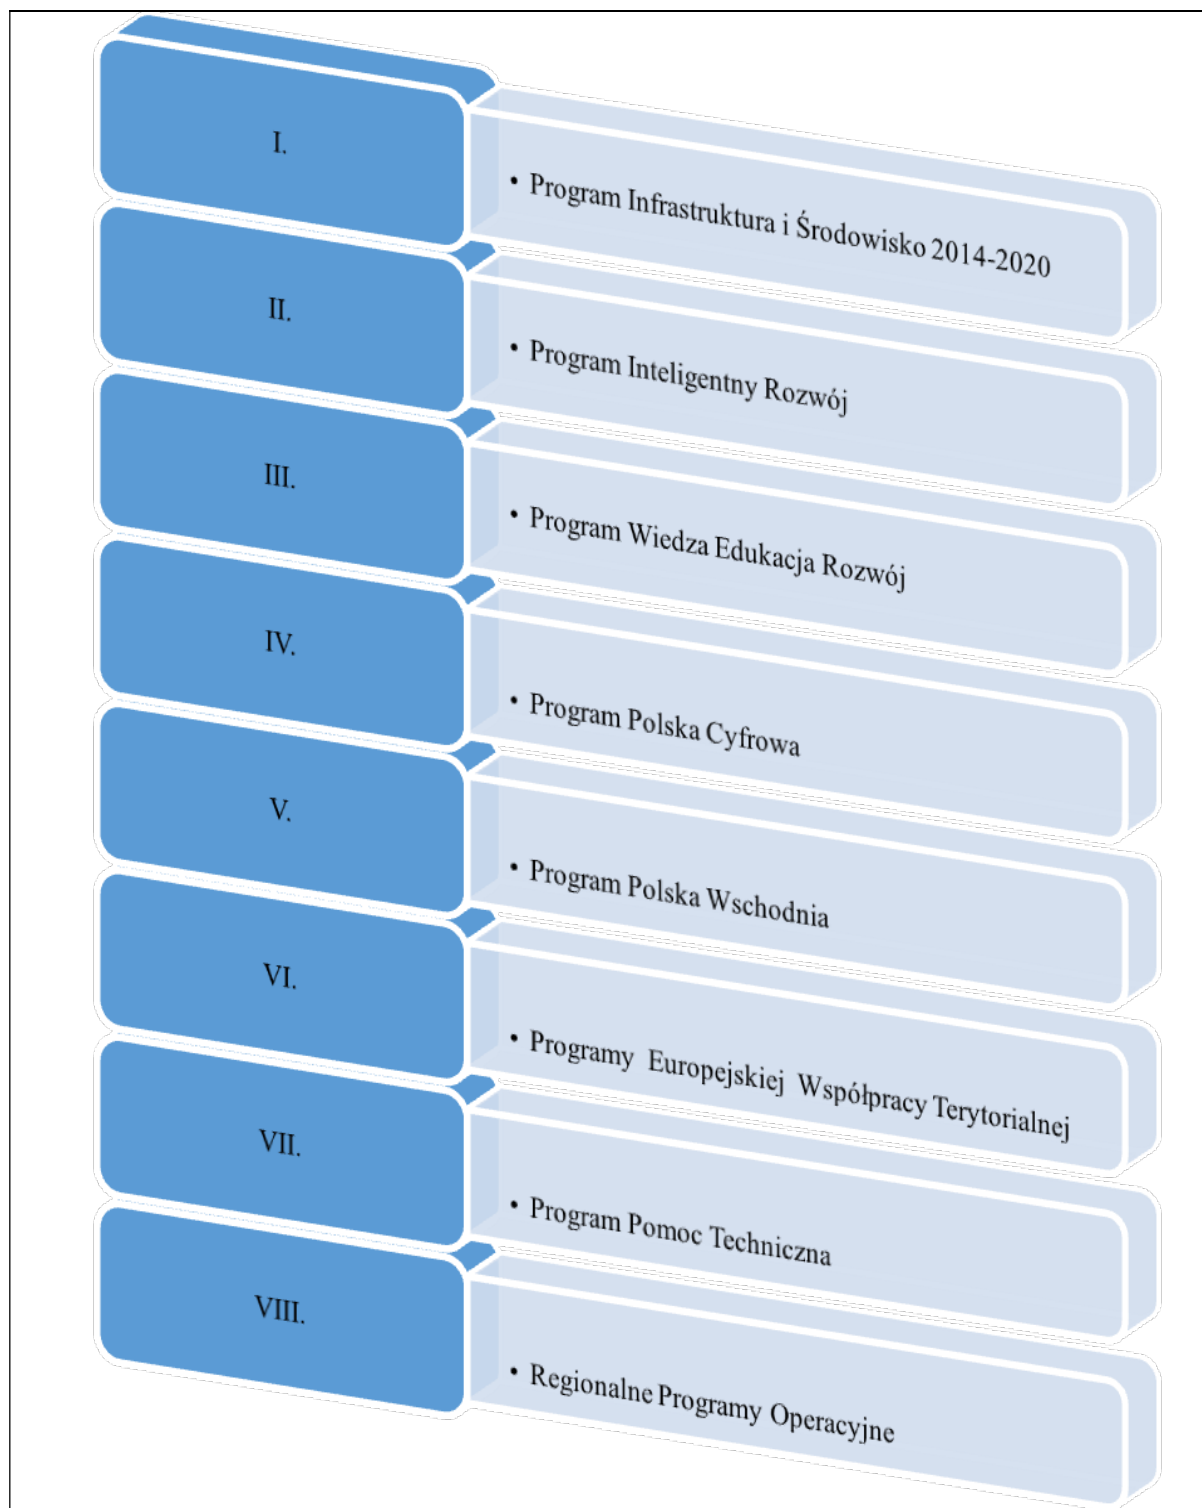 I.
• Program Infrastruktura i Środowisko 2014-2020
II.
• Program Inteligentny Rozwój
III.
• Program Wiedza Edukacja Rozwój
IV.
• Program Polska Cyfrowa
V.
• Program Polska Wschodnia
VI.
• Programy Europejskiej Współpracy Terytorialnej
VII.
• Program Pomoc Techniczna
VIII.
• Regionalne Programy Operacyjne